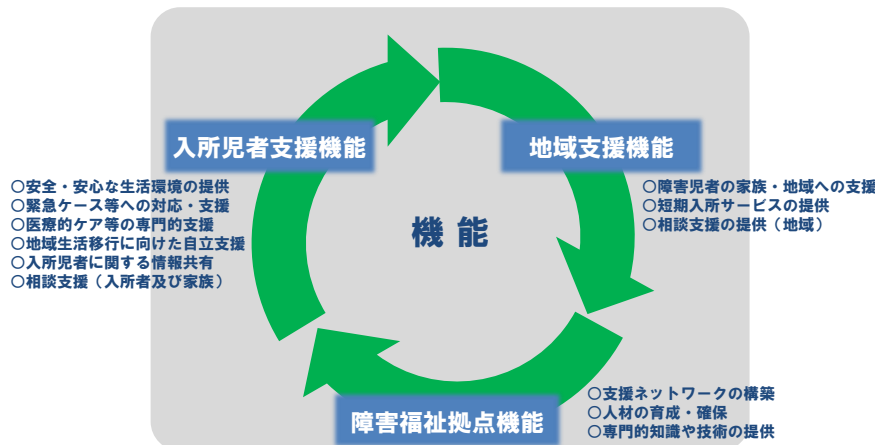 入所児者支援機能
○安全・安心な生活環境の提供
○緊急ケース等への対応・支援
○医療的ケア等の専門的支援
○地域生活移行に向けた自立支援
○入所児者に関する情報共有
○相談支援（入所者及び家族）
地域支援機能
○障害児者の家族・地域への支援
○短期入所サービスの提供
○相談支援の提供（地域）
機能
障害福祉拠点機能
○支援ネットワークの構築
○人材の育成・確保
○専門的知識や技術の提供